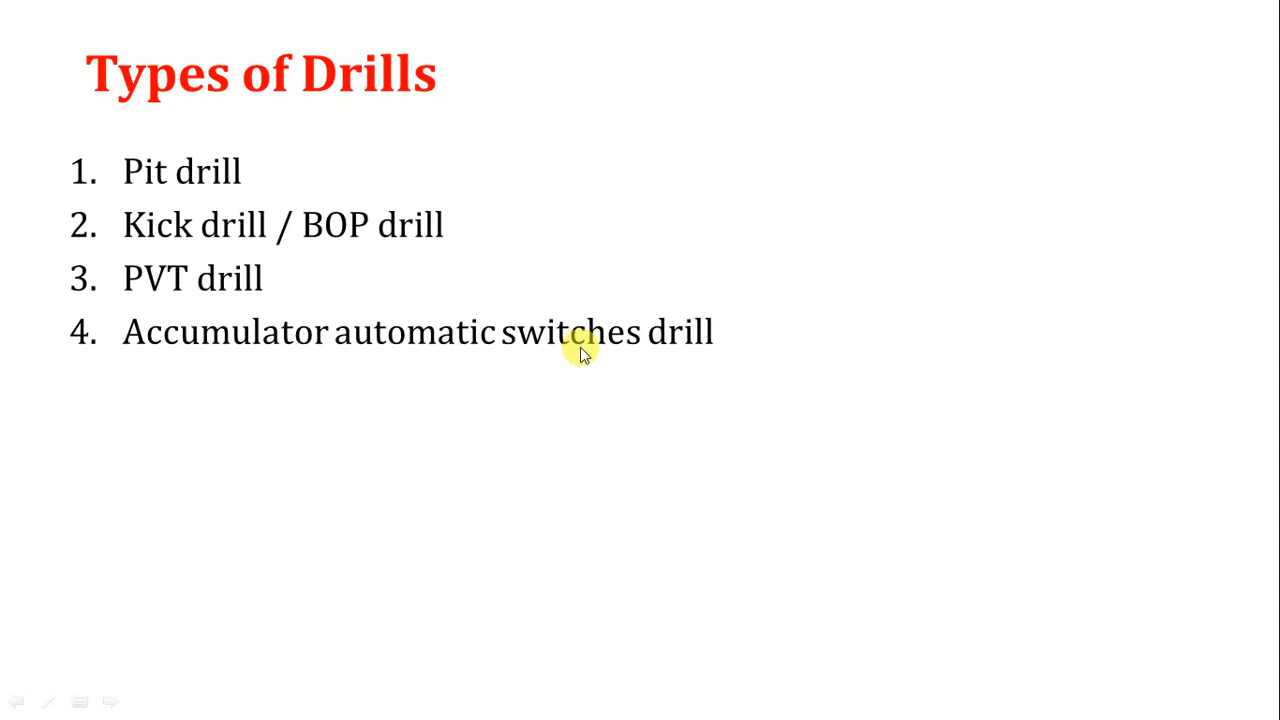 Types of Drills
1. Pit drill
2. Kick drill / BOP drill
3. PVT drill
4. Accumulator automatic switches drill